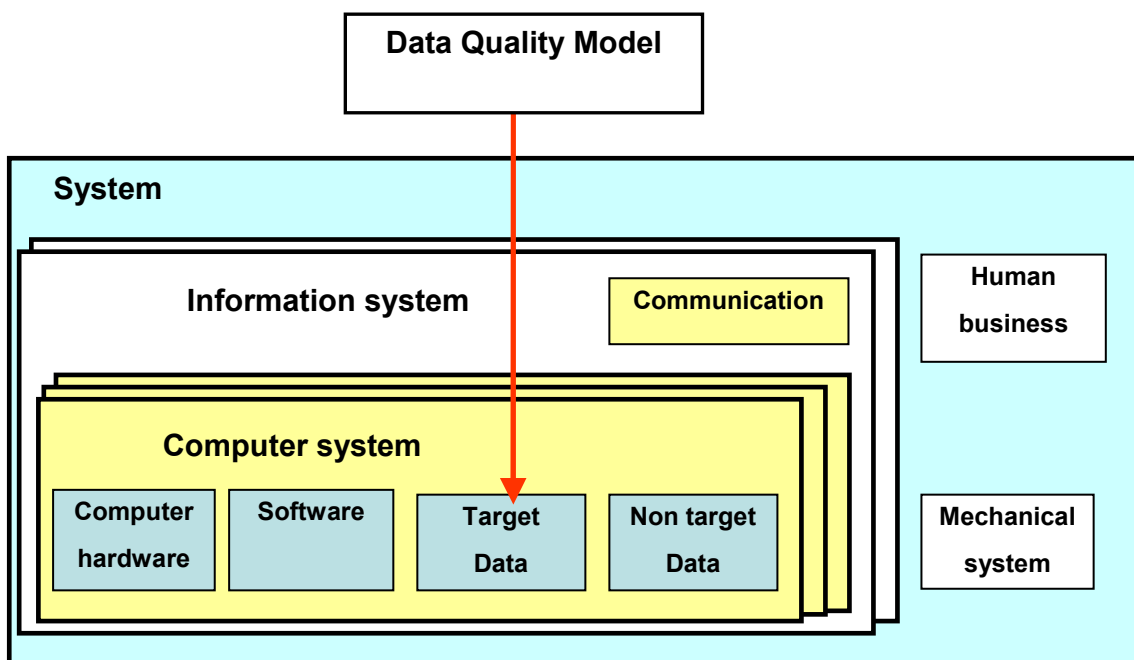 Data Quality Model
System
Information system
Communication
Human
business
Computer system
Computer
hardware
Software
Target
Data
Non target
Data
Mechanical
system